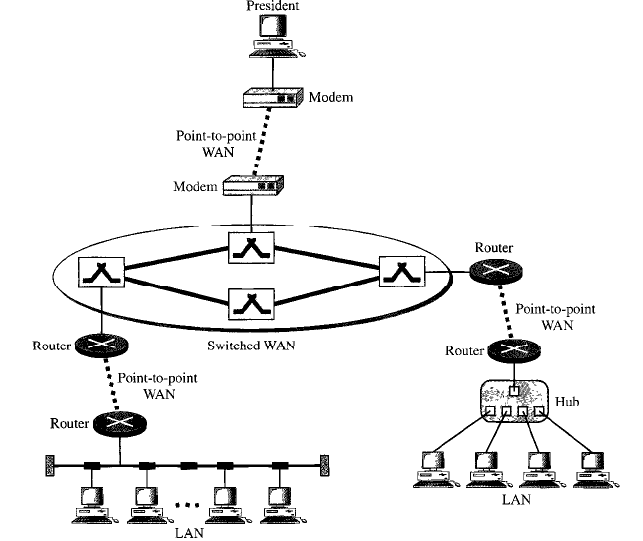 President
Modem
Point-to-point
WAN
Modem
Router
Point-to-point
WAN
Router
Switched WAN
Router
Point-to-point
WAN
Router
Hub
LAN
LAN